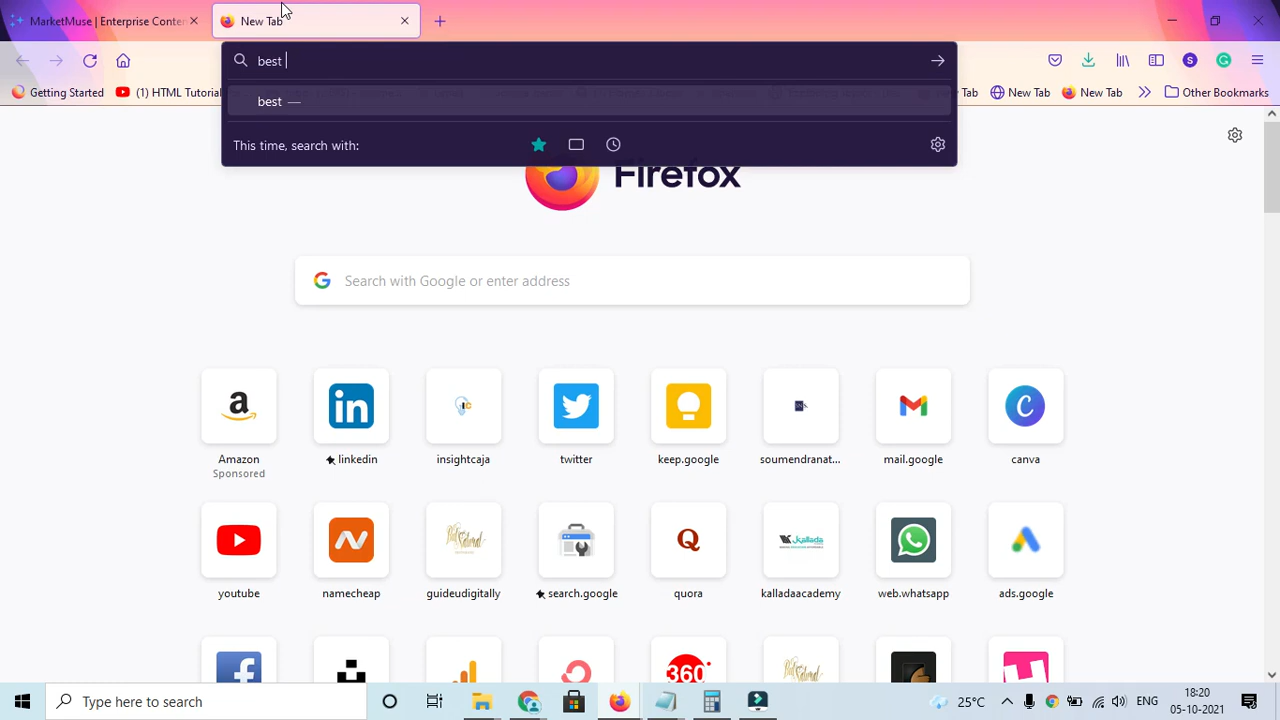 MarketMuse | Enterprise Conten
New Tab
best
Getting Started
(1) HTML Tutorial
New Tab
New Tab
Other Bookmarks
best —
This time, search with:
Firefox
Search with Google or enter address
Amazon
Sponsored
linkedin
insightcaja
twitter
keep.google
soumendranat...
mail.google
canva
youtube
namecheap
guideudigitally
search.google
quora
kalladaacademy
web.whatsapp
ads.google
360°
Type here to search
25°C
ENG
18:20
05-10-2021